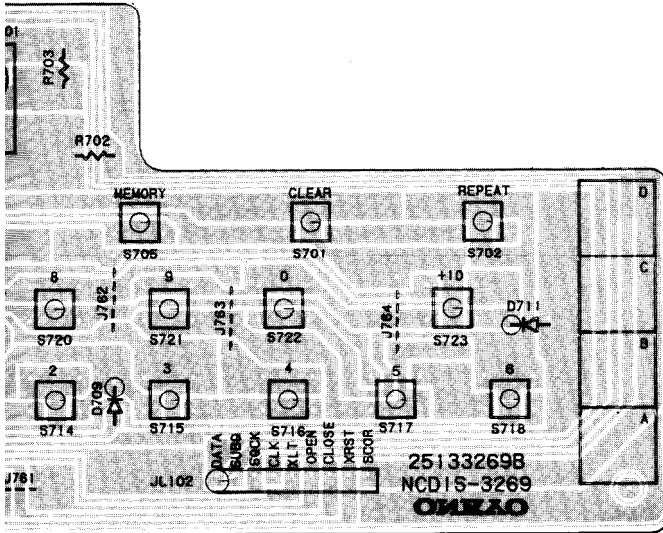 01
R703
R702
MEMORY CLEAR REPEAT
S705 S701 S702
D
C
B
A
8 9 0 +10
J762 J763 J764 D711
S720 S721 S722 S723
2 3 4 5 6
D709
S714 S715 S716 S717 S718
DATA
SUBQ
SQCK
CLK
XLT
OPEN
CLOSE
XRST
SCOR
J761
JL102
25133269B
NCDIS-3269
ONKYO